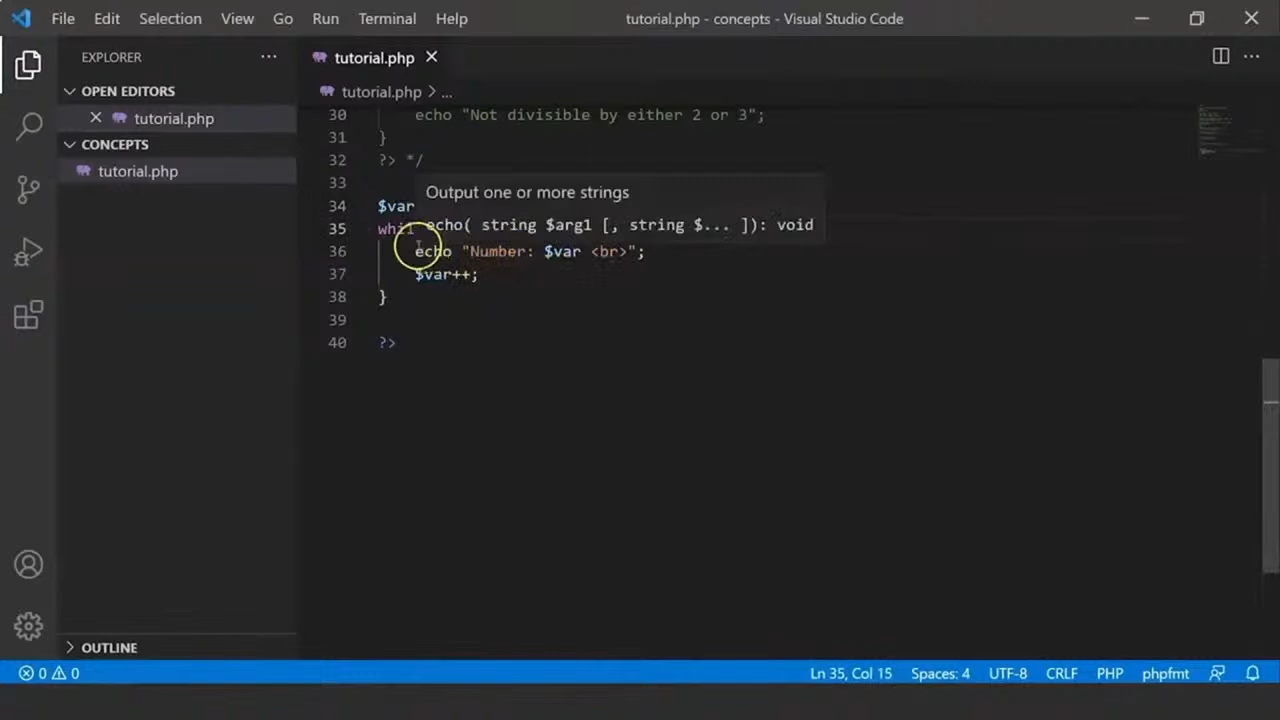 File Edit Selection View Go Run Terminal Help tutorial.php - concepts - Visual Studio Code
EXPLORER ...
OPEN EDITORS
tutorial.php
CONCEPTS
tutorial.php
OUTLINE
tutorial.php
tutorial.php > ...
30 echo "Not divisible by either 2 or 3";
31 }
32 ?> */
33
Output one or more strings
34 $var
echo( string $arg1 [, string $... ]): void
35 whil
36 echo "Number: $var <br>";
37 $var++;
38 }
39
40 ?>
0 0 Ln 35, Col 15 Spaces: 4 UTF-8 CRLF PHP phpfmt